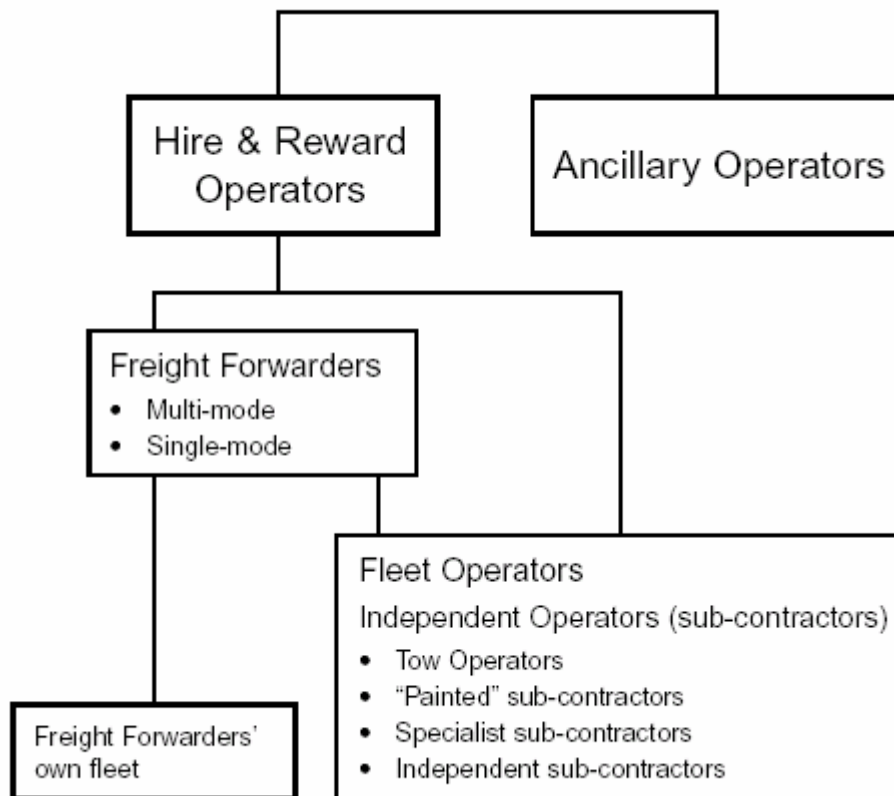 Hire & Reward
Operators
Ancillary Operators
Freight Forwarders
• Multi-mode
• Single-mode
Fleet Operators
Independent Operators (sub-contractors)
• Tow Operators
• “Painted” sub-contractors
• Specialist sub-contractors
• Independent sub-contractors
Freight Forwarders’
own fleet